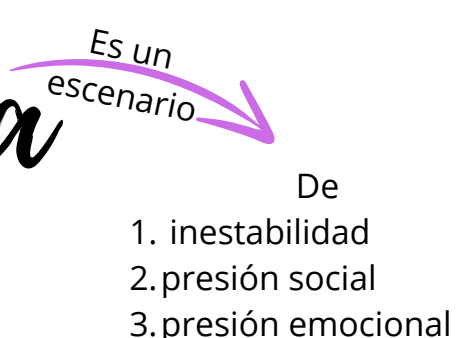 Es un
escenario
a
De
1. inestabilidad
2. presión social
3. presión emocional